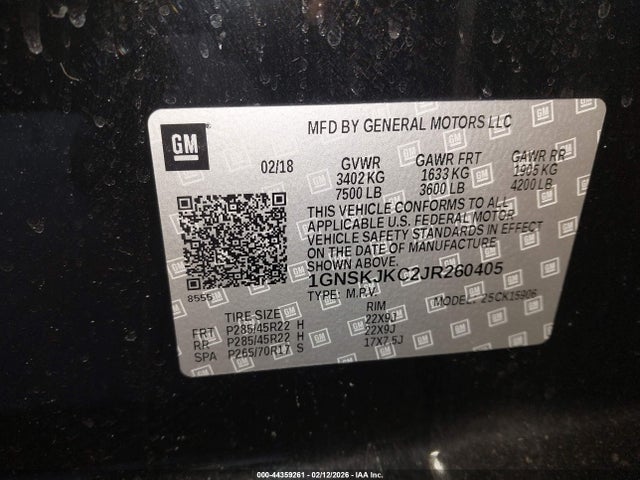 GM
MFD BY GENERAL MOTORS LLC
02/18 GVWR GAWR FRT GAWR RR
3402 KG 1633 KG 1905 KG
7500 LB 3600 LB 4200 LB
THIS VEHICLE CONFORMS TO ALL
APPLICABLE U.S. FEDERAL MOTOR
VEHICLE SAFETY STANDARDS IN EFFECT
ON THE DATE OF MANUFACTURE
SHOWN ABOVE.
8555
1GNSKJKC2JR260405
TYPE: M.P.V. MODEL: 2SCK15906
TIRE SIZE RIM
FRT P285/45R22 H 22X9J
RR P285/45R22 H 22X9J
SPA P265/70R17 S 17X7.5J
000-44359261 - 02/12/2026 - IAA Inc.